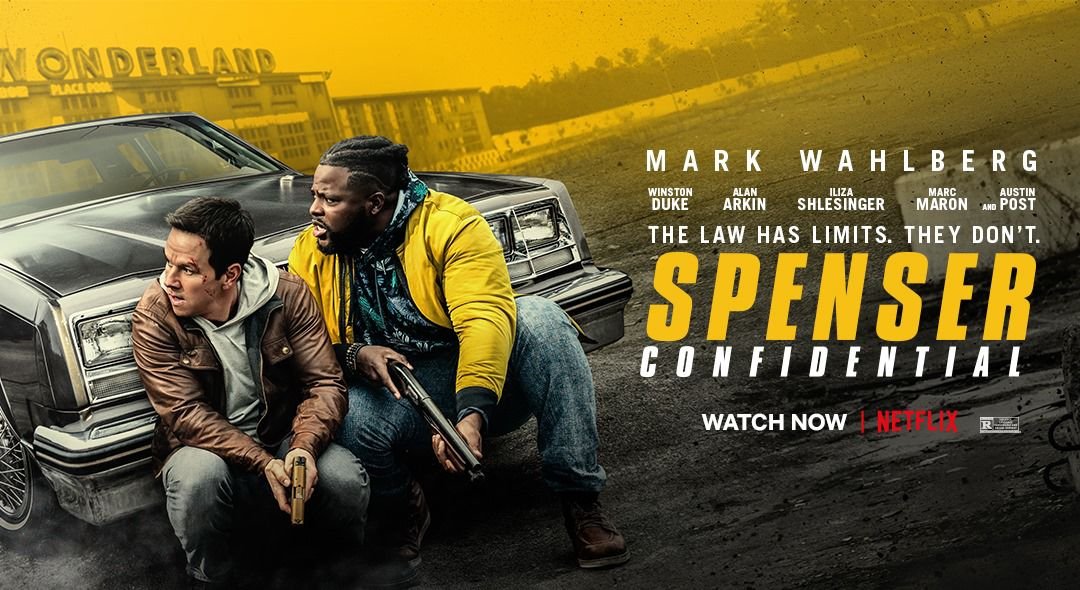 WONDERLAND
MARK WAHLBERG
WINSTON DUKE ALAN ARKIN ILIZA SHLESINGER MARC MARON AND AUSTIN POST
THE LAW HAS LIMITS. THEY DON'T.
SPENSER
CONFIDENTIAL
WATCH NOW | NETFLIX R